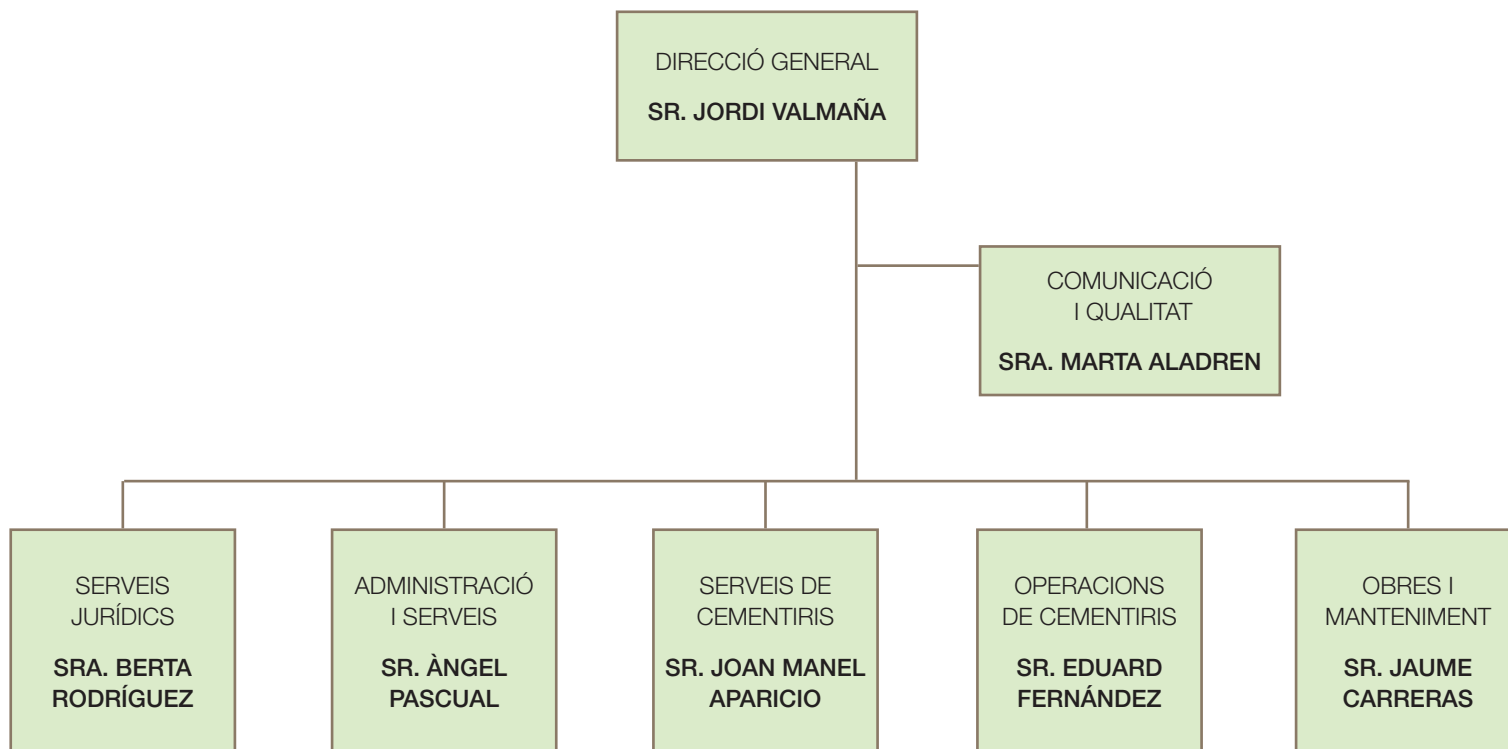 DIRECCIÓ GENERAL
SR. JORDI VALMAÑA
COMUNICACIÓ
I QUALITAT
SRA. MARTA ALADREN
SERVEIS
JURÍDICS
SRA. BERTA
RODRÍGUEZ
ADMINISTRACIÓ
I SERVEIS
SR. ÀNGEL
PASCUAL
SERVEIS DE
CEMENTIRIS
SR. JOAN MANEL
APARICIO
OPERACIONS
DE CEMENTIRIS
SR. EDUARD
FERNÁNDEZ
OBRES I
MANTENIMENT
SR. JAUME
CARRERAS